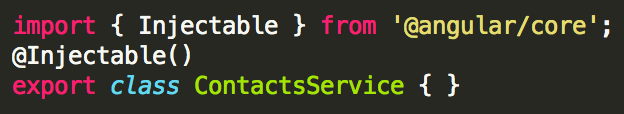 import { Injectable } from '@angular/core';
@Injectable()
export class ContactsService { }